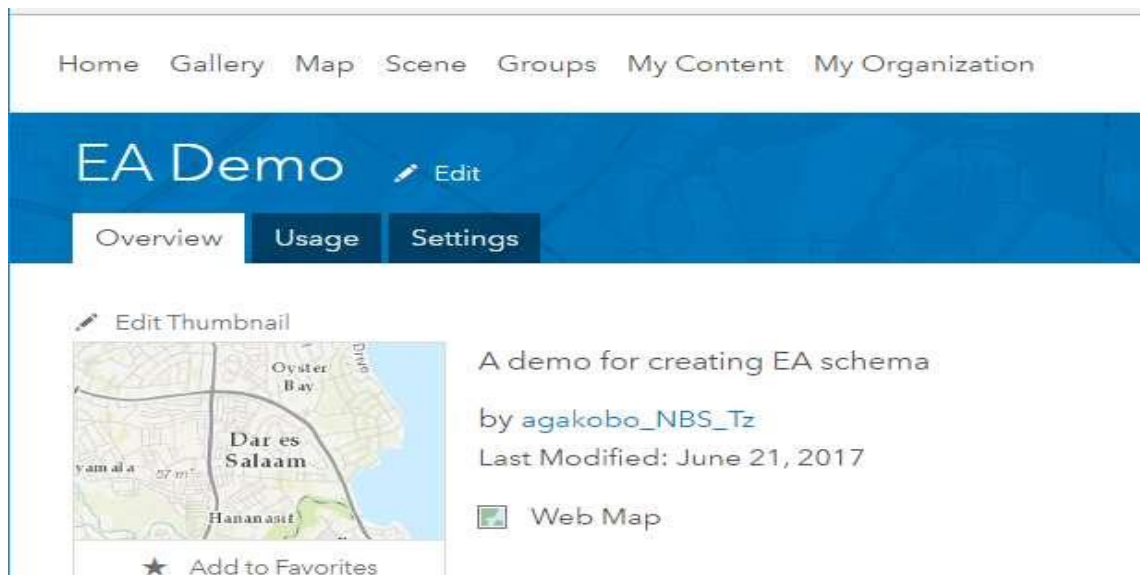 Home Gallery Map Scene Groups My Content My Organization
EA Demo Edit
Overview Usage Settings
Edit Thumbnail
A demo for creating EA schema
by agakobo_NBS_Tz
Last Modified: June 21, 2017
Web Map
Oyster
Bay
Dar es
Salaam
57 m
Hananasif
Add to Favorites